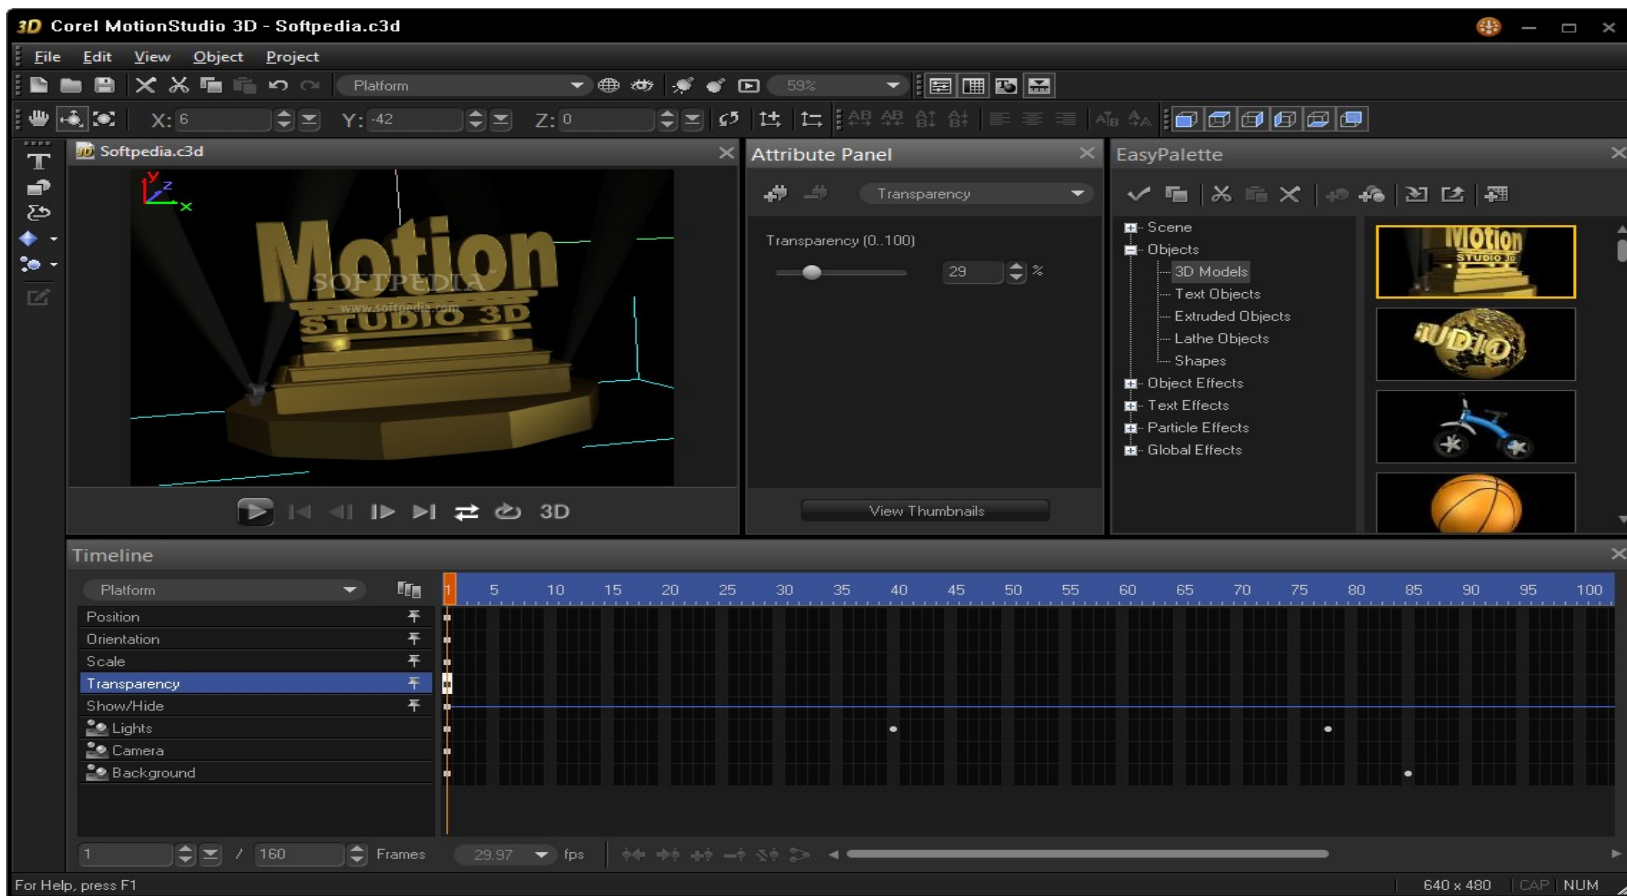 3D Corel MotionStudio 3D - Softpedia.c3d
File Edit View Object Project
Platform 59%
X: 6 Y: -42 Z: 0
Softpedia.c3d
Y Z X
Motion
SOFTPEDIA
www.softpedia.com
STUDIO 3D
3D
Attribute Panel
Transparency
Transparency (0..100)
29 %
View Thumbnails
EasyPalette
Scene
Objects
3D Models
Text Objects
Extruded Objects
Lathe Objects
Shapes
Object Effects
Text Effects
Particle Effects
Global Effects
Motion
STUDIO 3D
TUDIO
Timeline
Platform
1 5 10 15 20 25 30 35 40 45 50 55 60 65 70 75 80 85 90 95 100
Position
Orientation
Scale
Transparency
Show/Hide
Lights
Camera
Background
1 / 160 Frames 29.97 fps
For Help, press F1
640 x 480 CAP NUM